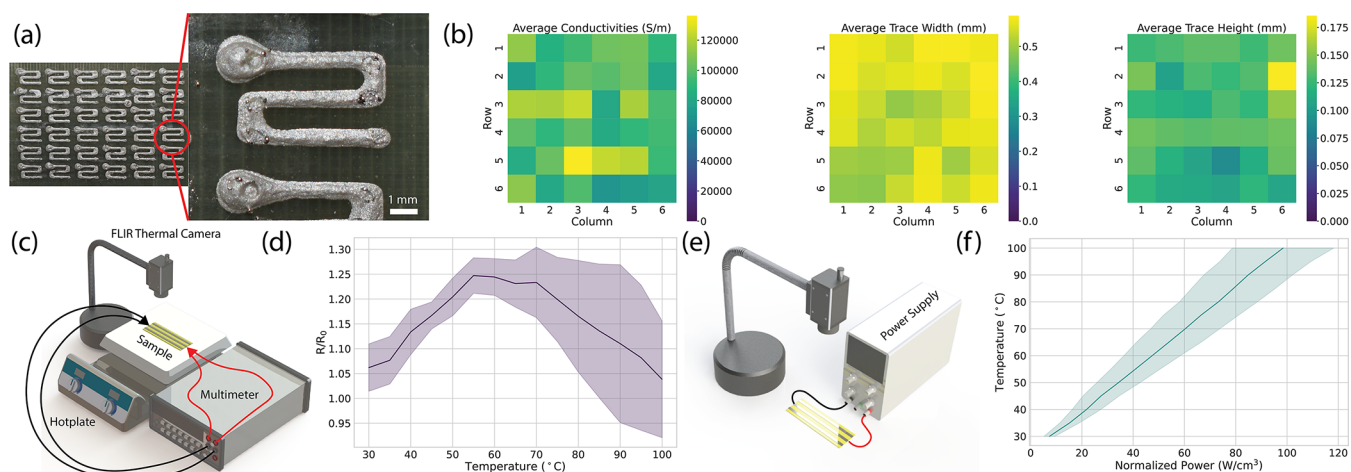 (a)
1 mm
(b)
Average Conductivities (S/m)
1
2
3
4
5
6
Row
1 2 3 4 5 6
Column
120000
100000
80000
60000
40000
20000
0
Average Trace Width (mm)
1
2
3
4
5
6
Row
1 2 3 4 5 6
Column
0.5
0.4
0.3
0.2
0.1
0.0
Average Trace Height (mm)
1
2
3
4
5
6
Row
1 2 3 4 5 6
Column
0.175
0.150
0.125
0.100
0.075
0.050
0.025
0.000
(c)
FLIR Thermal Camera
Sample
Multimeter
Hotplate
(d)
1.30
1.25
1.20
1.15
1.10
1.05
1.00
0.95
R/R₀
30 40 50 60 70 80 90 100
Temperature (°C)
(e)
Power Supply
(f)
100
90
80
70
60
50
40
30
Temperature (°C)
0 20 40 60 80 100 120
Normalized Power (W/cm³)